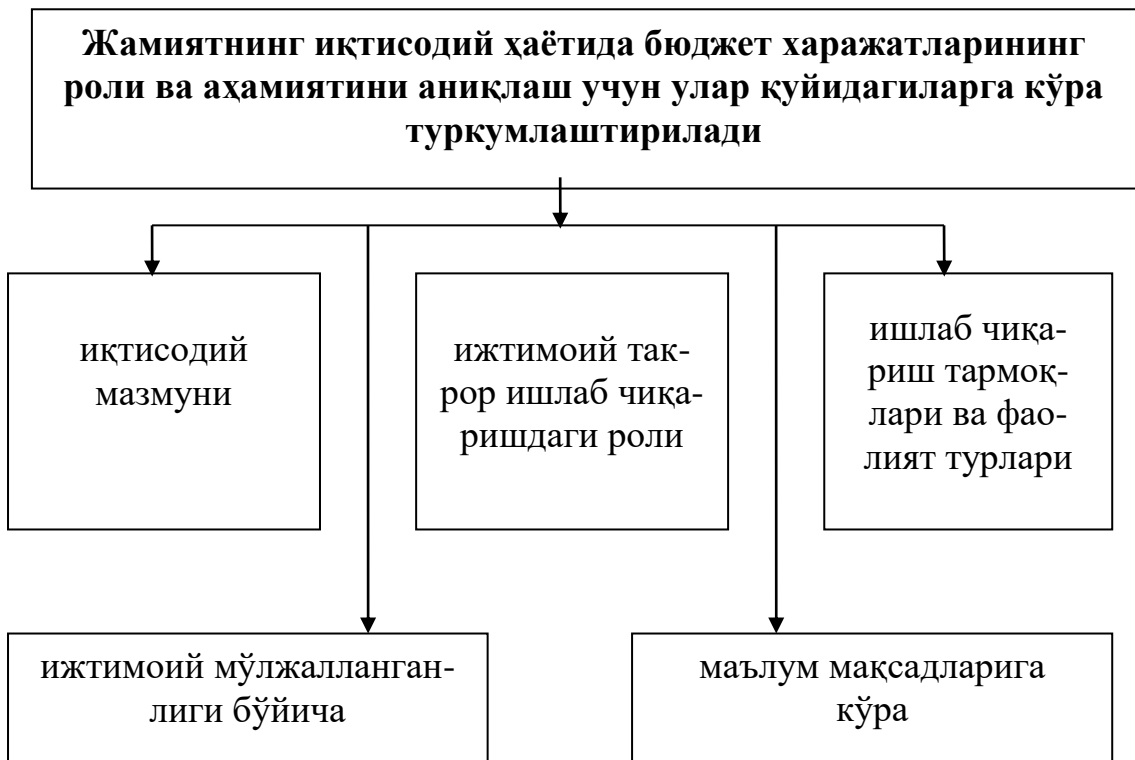 Жамиятнинг иқтисодий ҳаётида бюджет харажатларининг
роли ва аҳамиятини аниқлаш учун улар қуйидагиларга кўра
туркумлаштирилади
иқтисодий
мазмуни
ижтимоий так-
рор ишлаб чиқа-
ришдаги роли
ишлаб чиқа-
риш тармоқ-
лари ва фао-
лият турлари
ижтимоий мўлжалланган-
лиги бўйича
маълум мақсадларига
кўра